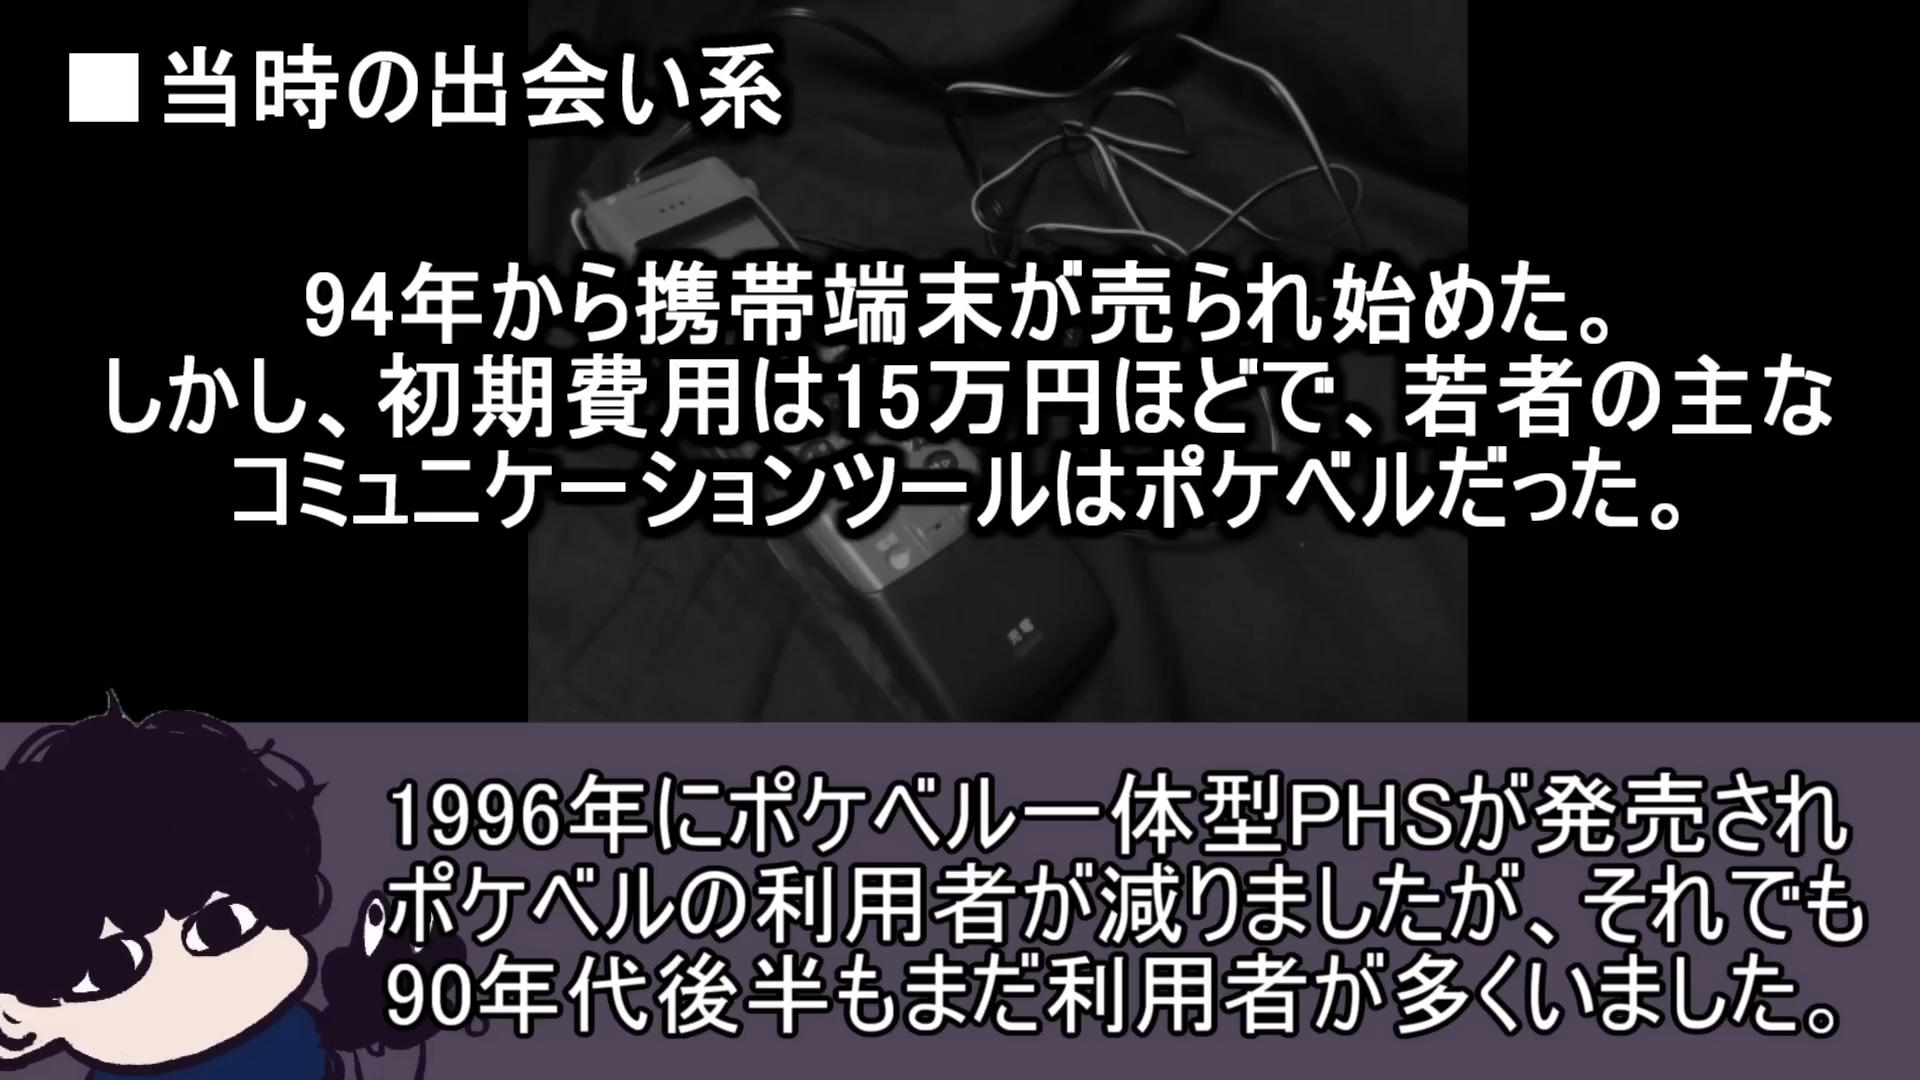 ■当時の出会い系
94年から携帯端末が売られ始めた。
しかし、初期費用は15万円ほどで、若者の主な
コミュニケーションツールはポケベルだった。
1996年にポケベル一体型PHSが発売され
ポケベルの利用者が減りましたが、それでも
90年代後半もまだ利用者が多くいました。